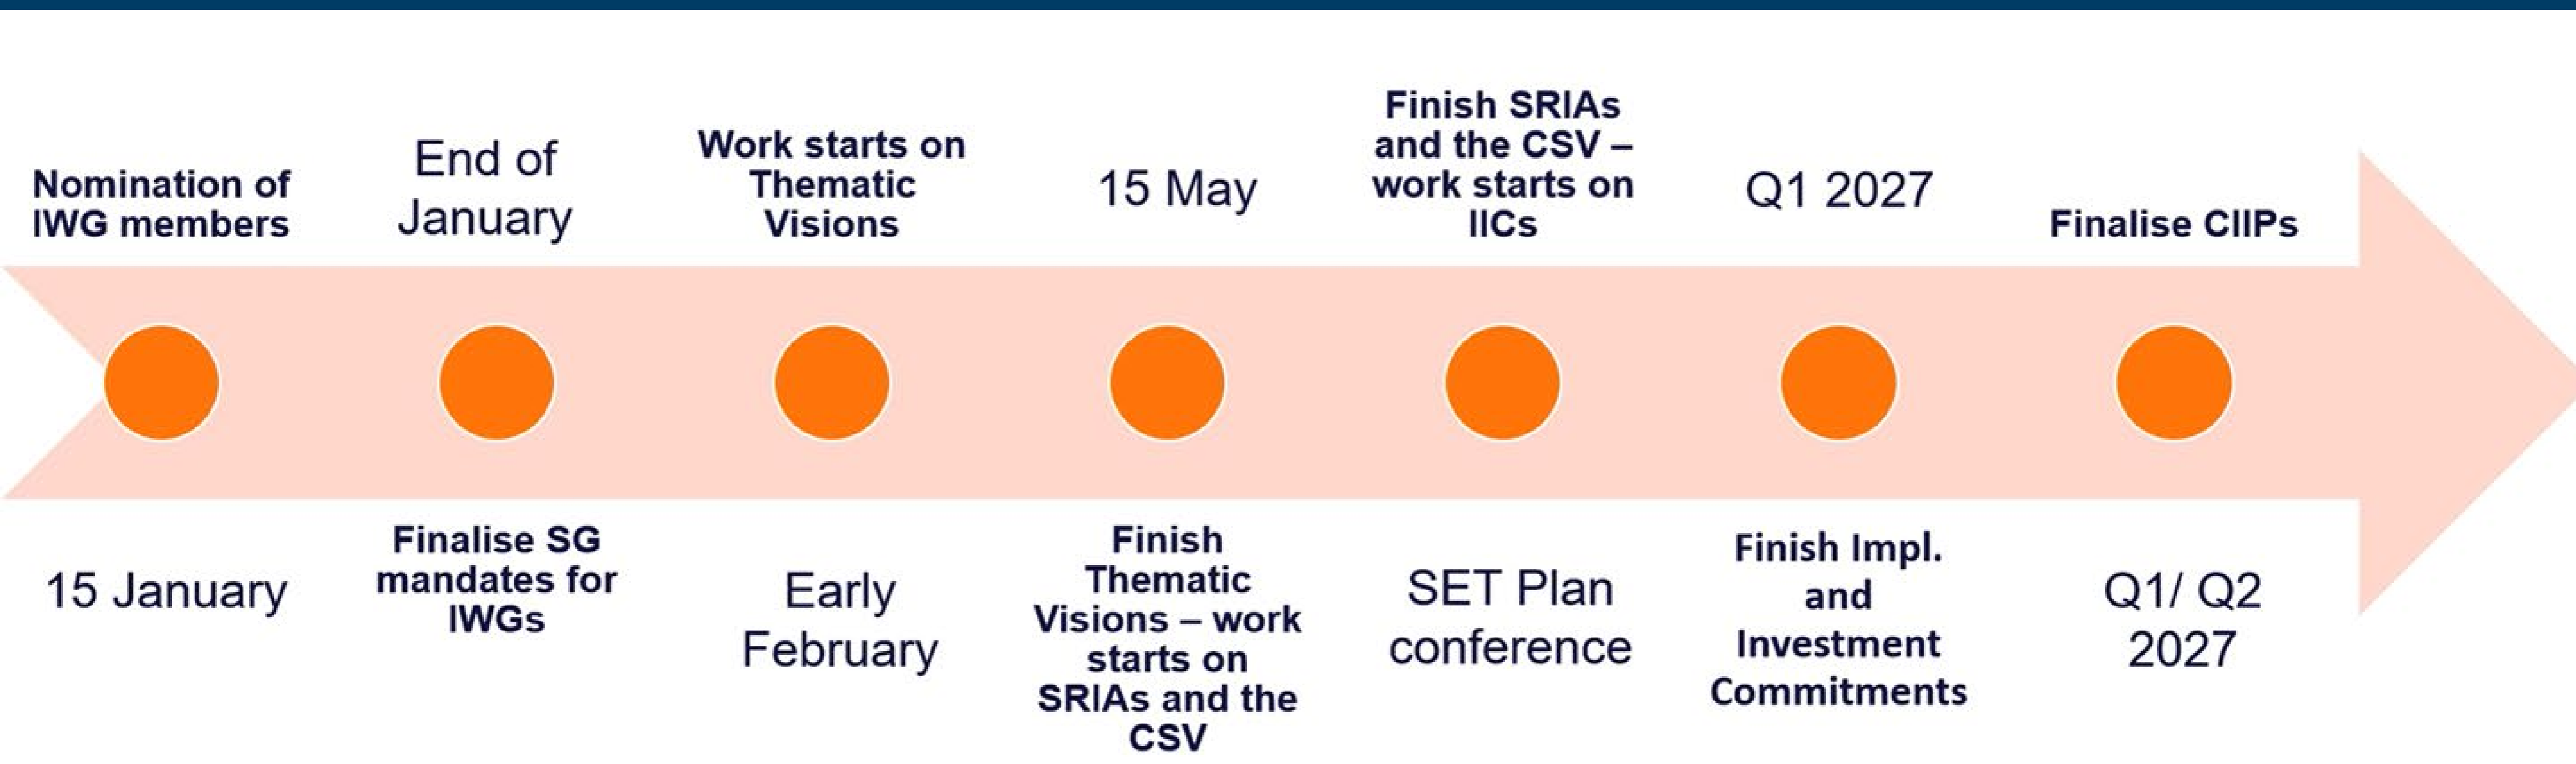 Nomination of
IWG members
15 January
End of
January
Finalise SG
mandates for
IWGs
Work starts on
Thematic
Visions
Early
February
15 May
Finish
Thematic
Visions – work
starts on
SRIAs and the
CSV
Finish SRIAs
and the CSV –
work starts on
IICs
SET Plan
conference
Q1 2027
Finish Impl.
and
Investment
Commitments
Finalise CIIPs
Q1/ Q2
2027